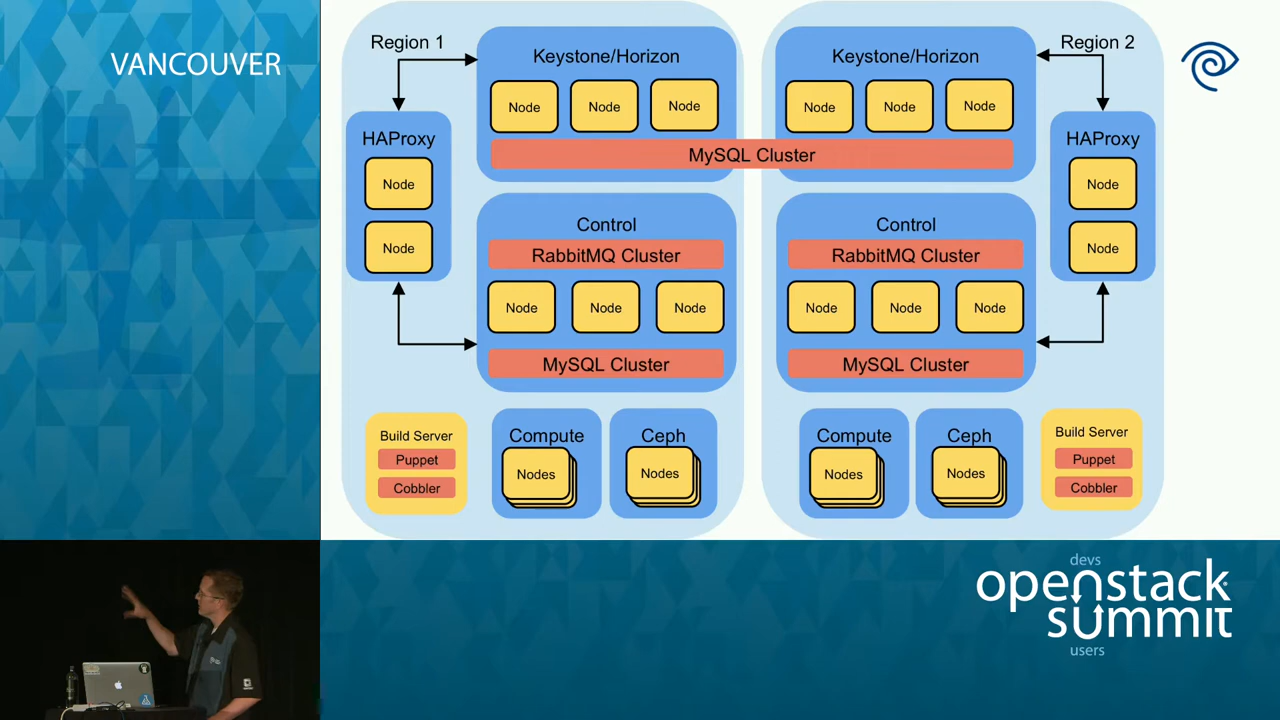 VANCOUVER
Region 1
Keystone/Horizon
Node
Node
Node
HAProxy
Node
Node
Keystone/Horizon
Node
Node
Node
Region 2
HAProxy
Node
Node
MySQL Cluster
Control
RabbitMQ Cluster
Node
Node
Node
MySQL Cluster
Control
RabbitMQ Cluster
Node
Node
Node
MySQL Cluster
Build Server
Puppet
Cobbler
Compute
Nodes
Ceph
Nodes
Compute
Nodes
Ceph
Nodes
Build Server
Puppet
Cobbler
devs
openstack
summit
users